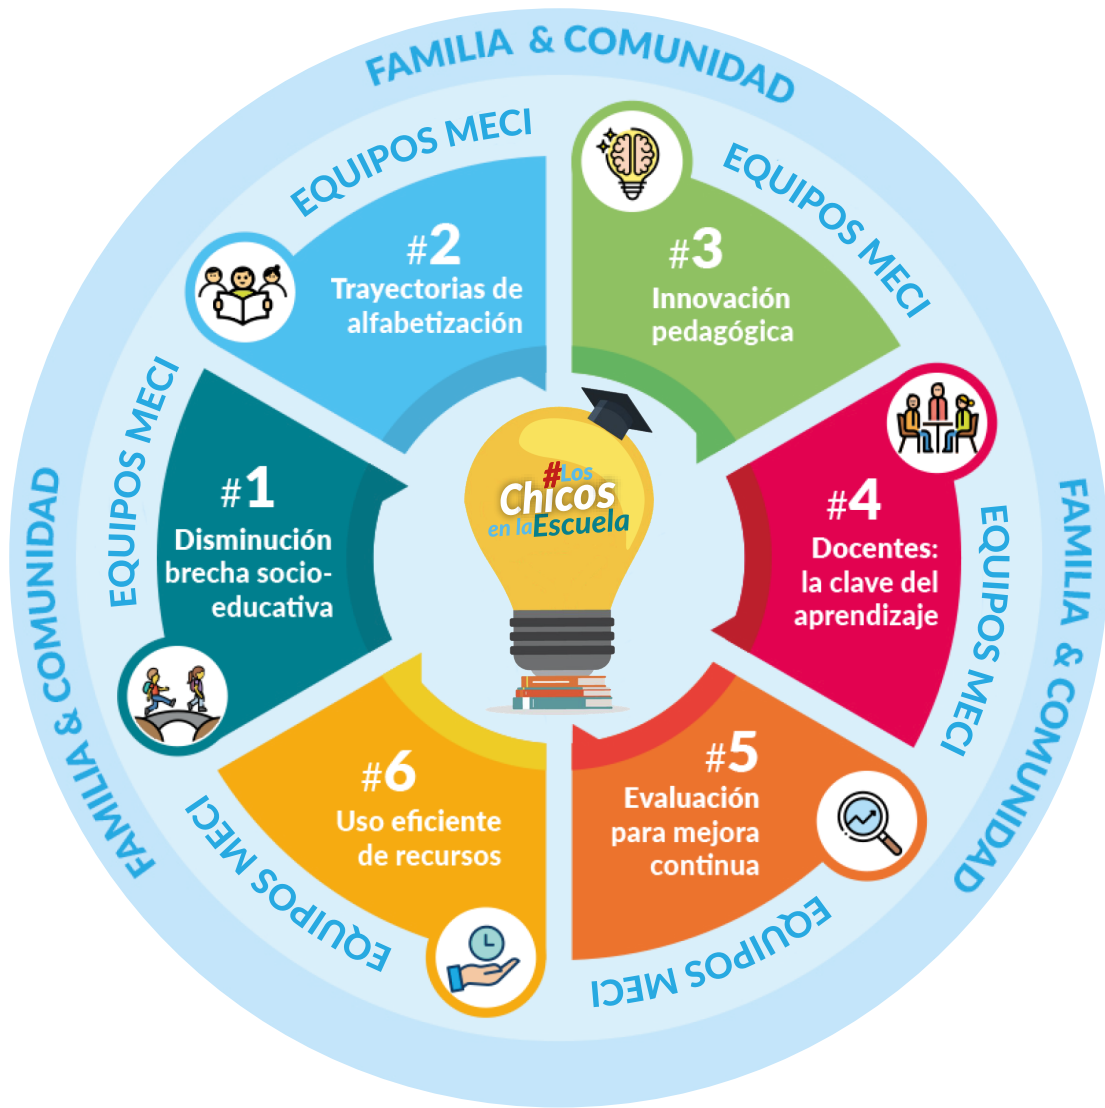 FAMILIA & COMUNIDAD
EQUIPOS MECI
EQUIPOS MECI
#2
Trayectorias de
alfabetización
#3
Innovación
pedagógica
EQUIPOS MECI
#1
Disminución
brecha socio-
educativa
#Los
Chicos
en la Escuela
#4
Docentes:
la clave del
aprendizaje
EQUIPOS MECI
FAMILIA & COMUNIDAD
FAMILIA & COMUNIDAD
#6
Uso eficiente
de recursos
#5
Evaluación
para mejora
continua
EQUIPOS MECI
EQUIPOS MECI